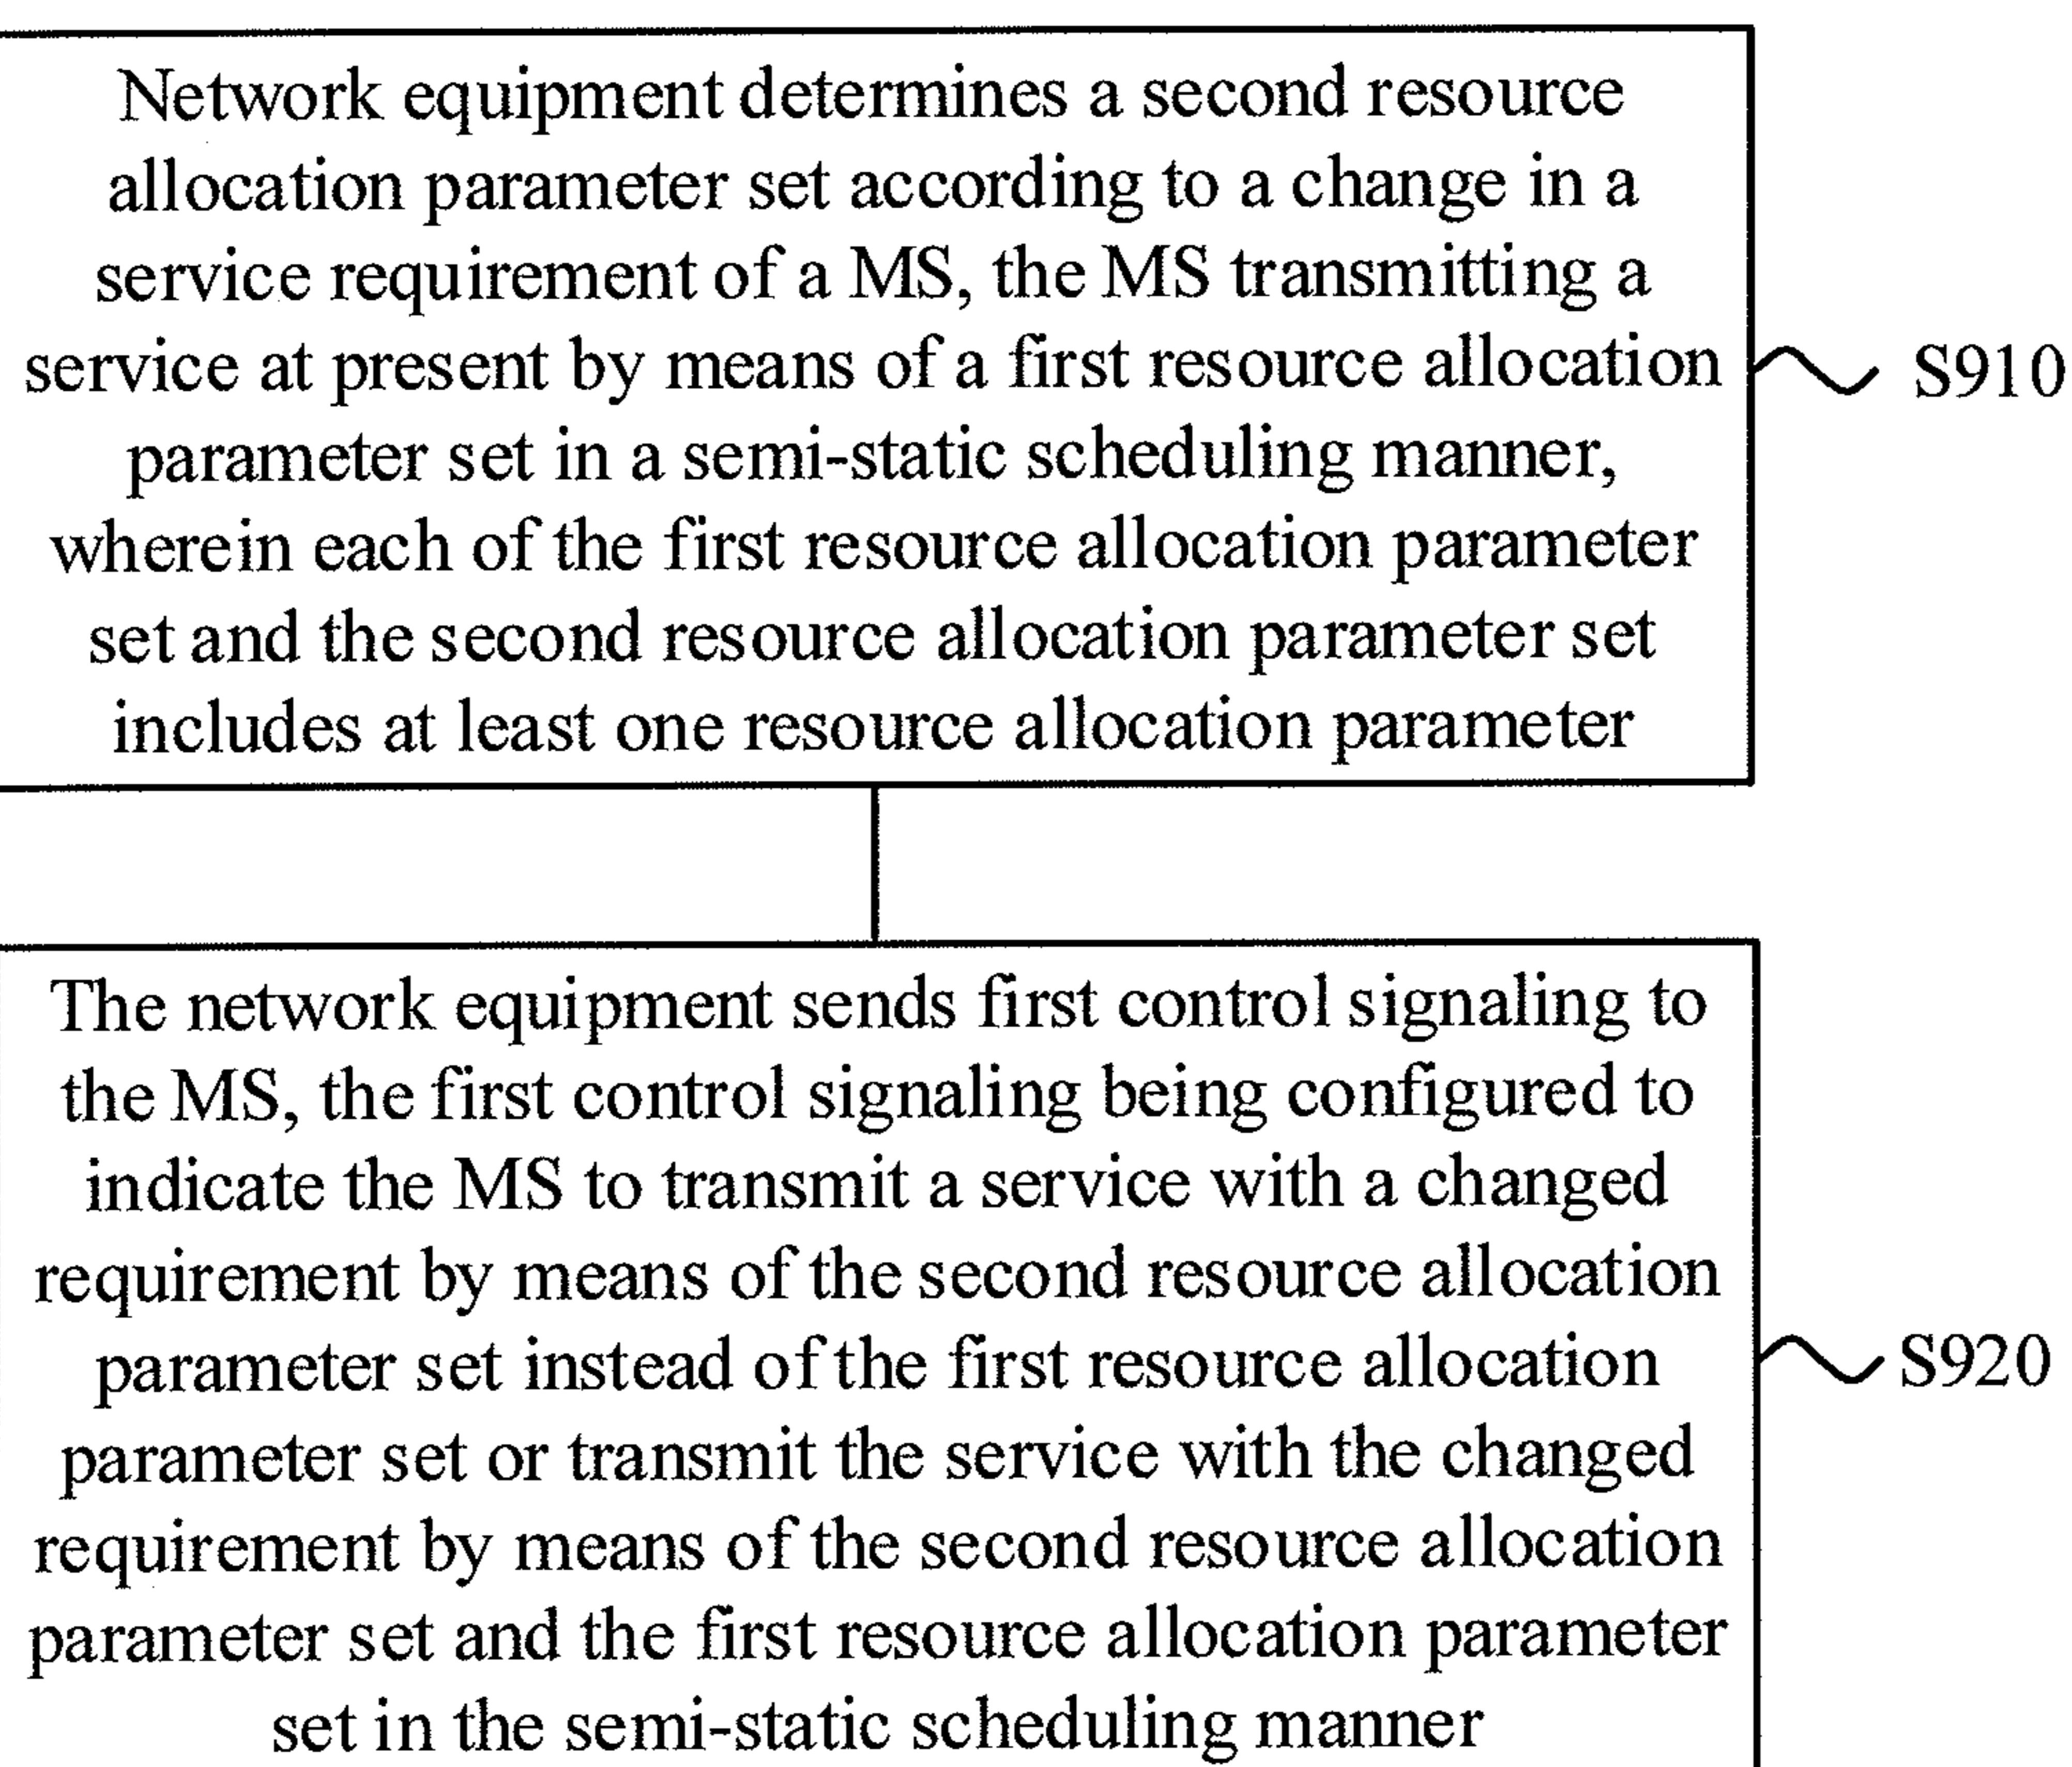 Network equipment determines a second resource
allocation parameter set according to a change in a
service requirement of a MS, the MS transmitting a
service at present by means of a first resource allocation
parameter set in a semi-static scheduling manner,
wherein each of the first resource allocation parameter
set and the second resource allocation parameter set
includes at least one resource allocation parameter
S910
The network equipment sends first control signaling to
the MS, the first control signaling being configured to
indicate the MS to transmit a service with a changed
requirement by means of the second resource allocation
parameter set instead of the first resource allocation
parameter set or transmit the service with the changed
requirement by means of the second resource allocation
parameter set and the first resource allocation parameter
set in the semi-static scheduling manner
S920